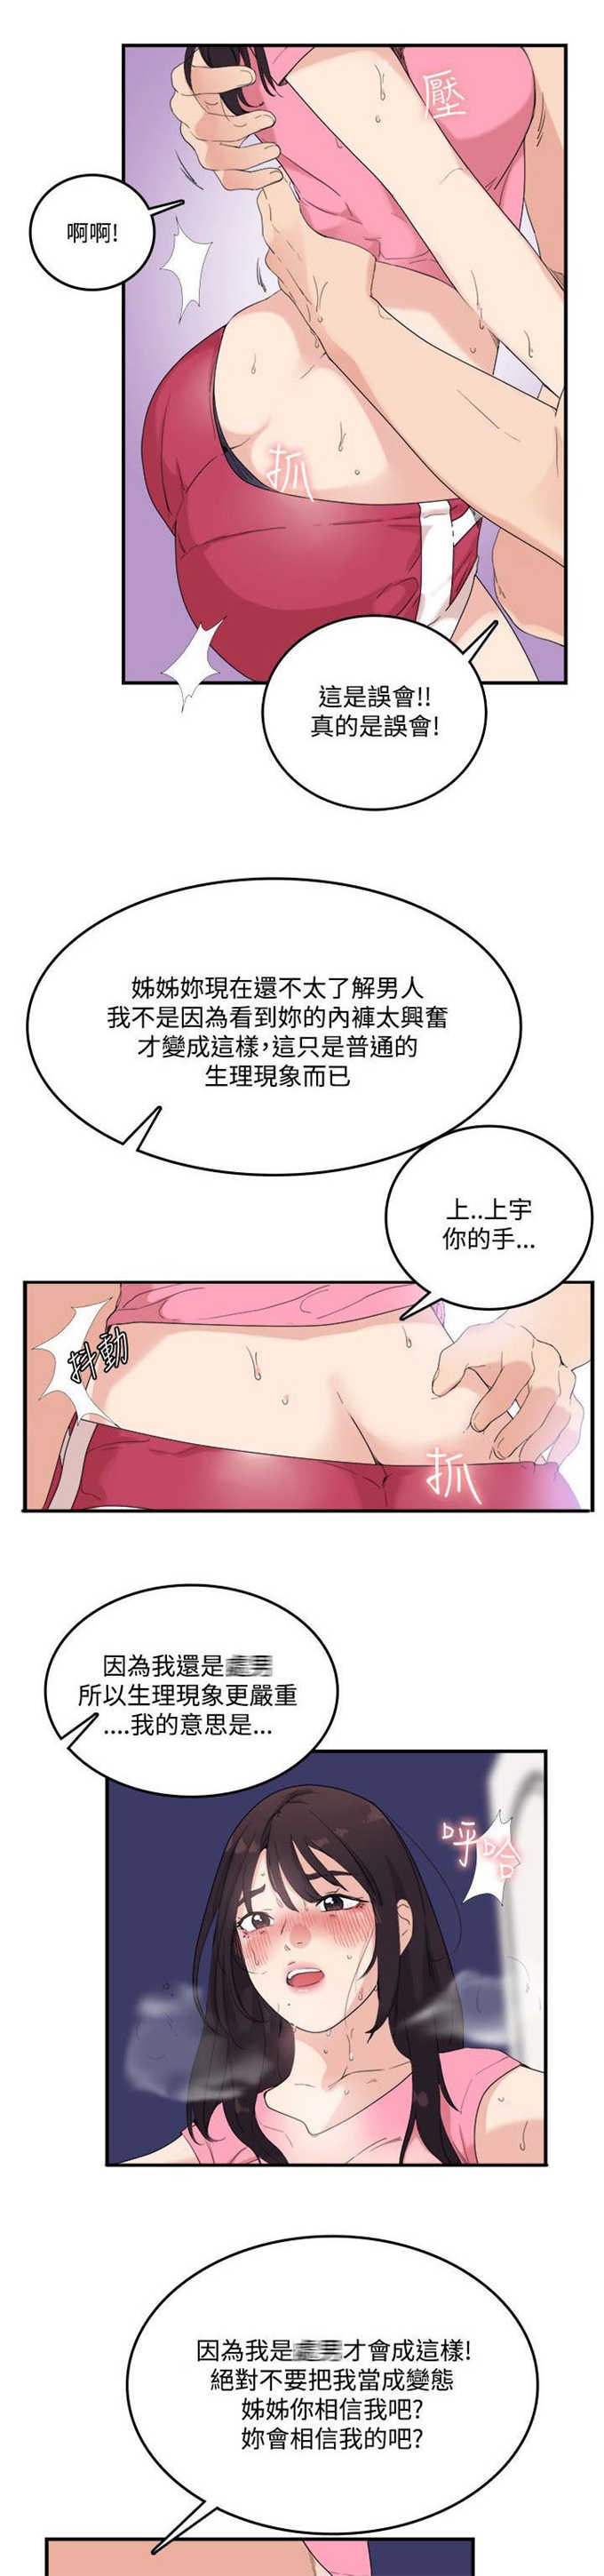 壓
啊啊!
抓
這是誤會!!
真的是誤會!
姊姊妳現在還不太了解男人
我不是因為看到妳的內褲太興奮
才變成這樣,這只是普通的
生理現象而已
上..上宇
你的手...
抖動
抓
因為我還是
所以生理現象更嚴重
....我的意思是...
呼哈
因為我是才會成這樣!
絕對不要把我當成變態
姊姊你相信我吧?
妳會相信我的吧?